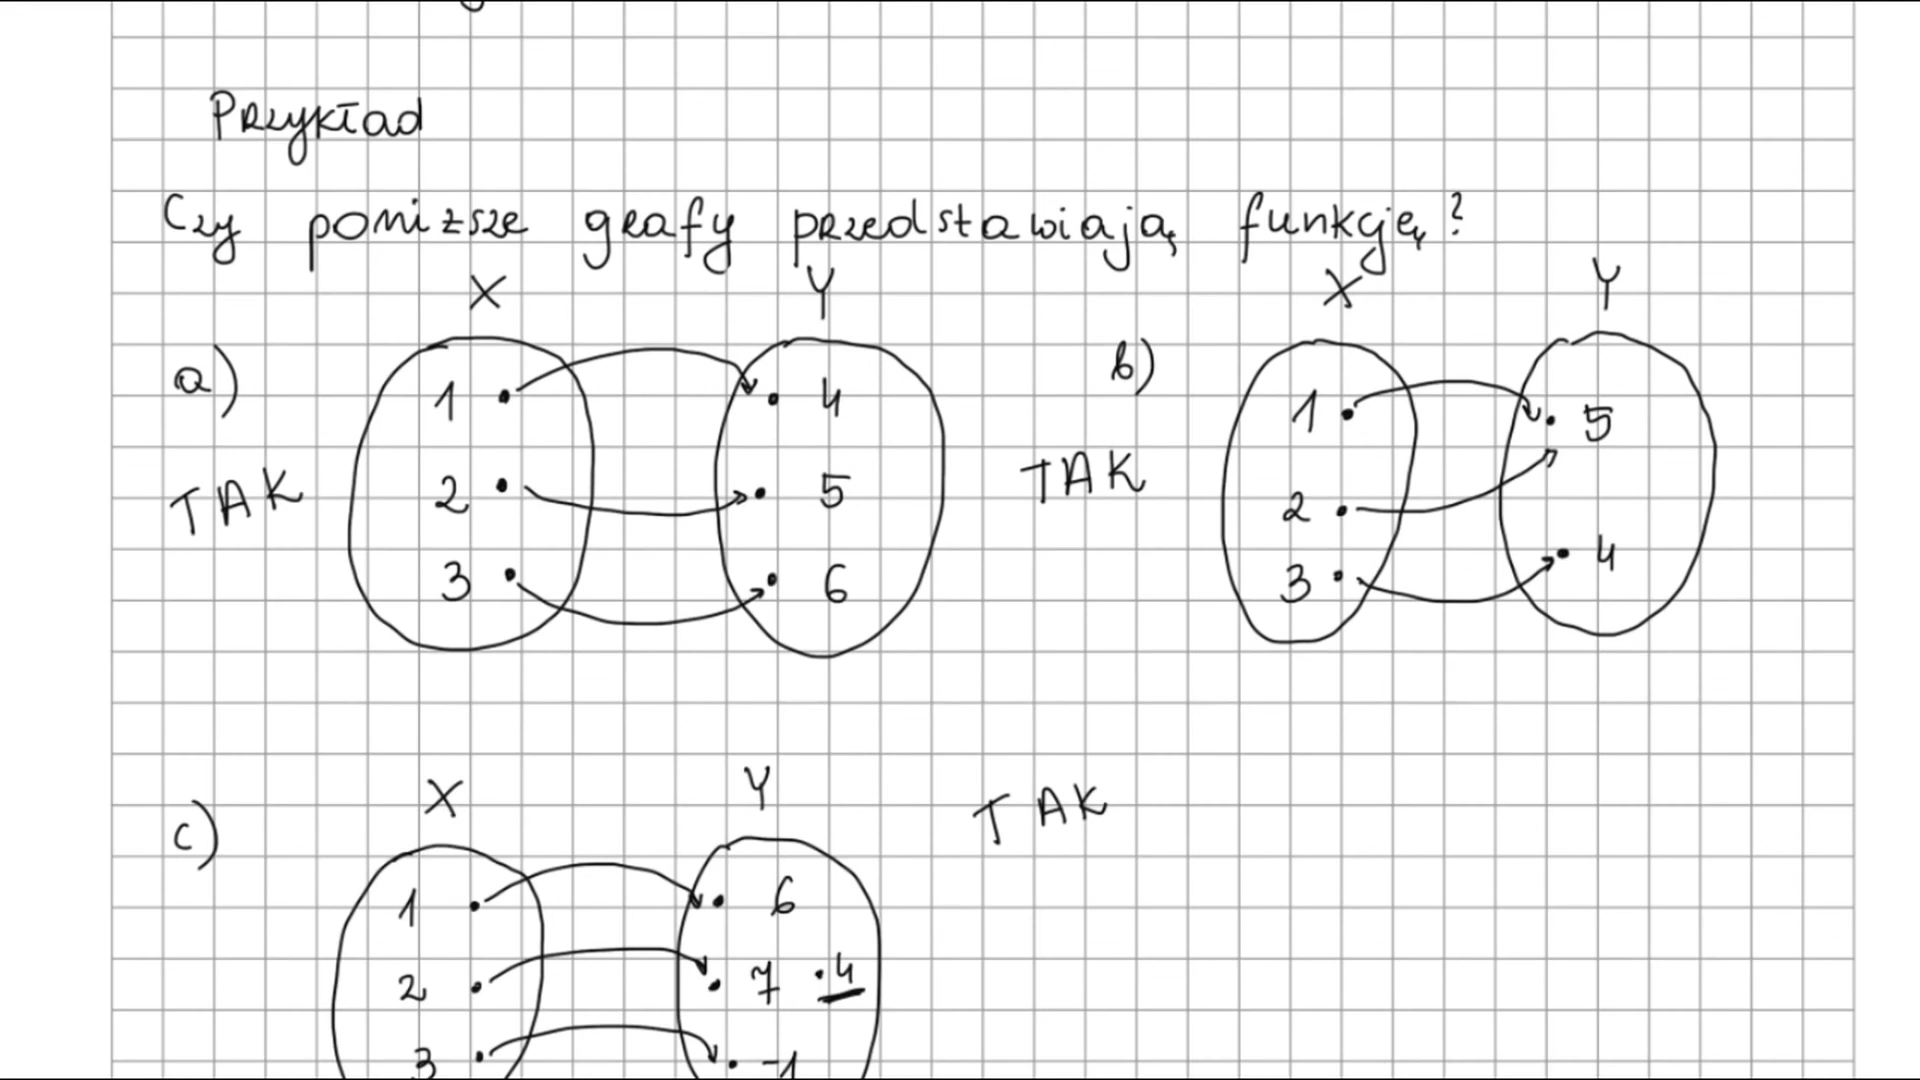 Przykład
Czy poniższe grafy przedstawiają funkcję?
X Y
a)
1 4
2 5
3 6
TAK
X Y
b)
1 5
2
3 4
TAK
X Y
c)
TAK
1 6
2 7 .4
3 -1